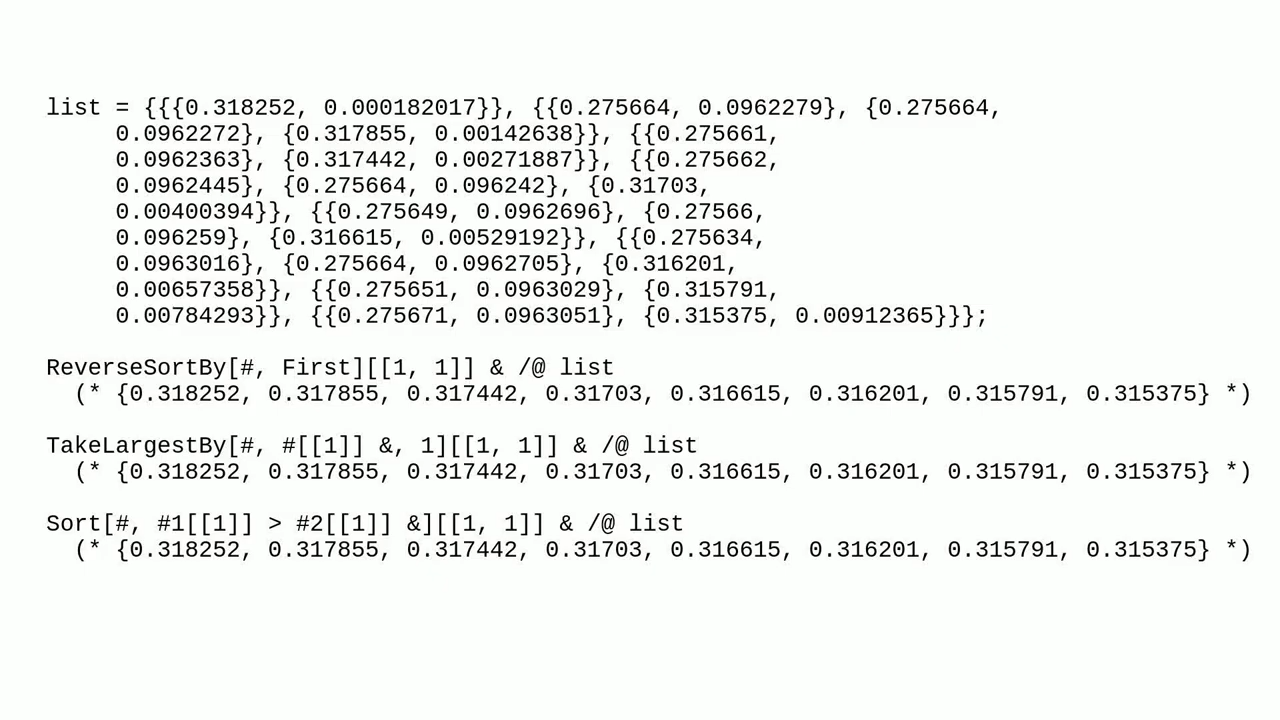 list = {{{0.318252, 0.000182017}}, {{0.275664, 0.0962279}, {0.275664,
0.0962272}, {0.317855, 0.00142638}}, {{0.275661,
0.0962363}, {0.317442, 0.00271887}}, {{0.275662,
0.0962445}, {0.275664, 0.096242}, {0.31703,
0.00400394}}, {{0.275649, 0.0962696}, {0.27566,
0.096259}, {0.316615, 0.00529192}}, {{0.275634,
0.0963016}, {0.275664, 0.0962705}, {0.316201,
0.00657358}}, {{0.275651, 0.0963029}, {0.315791,
0.00784293}}, {{0.275671, 0.0963051}, {0.315375, 0.00912365}}};
ReverseSortBy[#, First][[1, 1]] & /@ list
(* {0.318252, 0.317855, 0.317442, 0.31703, 0.316615, 0.316201, 0.315791, 0.315375} *)
TakeLargestBy[#, #[[1]] &, 1][[1, 1]] & /@ list
(* {0.318252, 0.317855, 0.317442, 0.31703, 0.316615, 0.316201, 0.315791, 0.315375} *)
Sort[#, #1[[1]] > #2[[1]] &][[1, 1]] & /@ list
(* {0.318252, 0.317855, 0.317442, 0.31703, 0.316615, 0.316201, 0.315791, 0.315375} *)